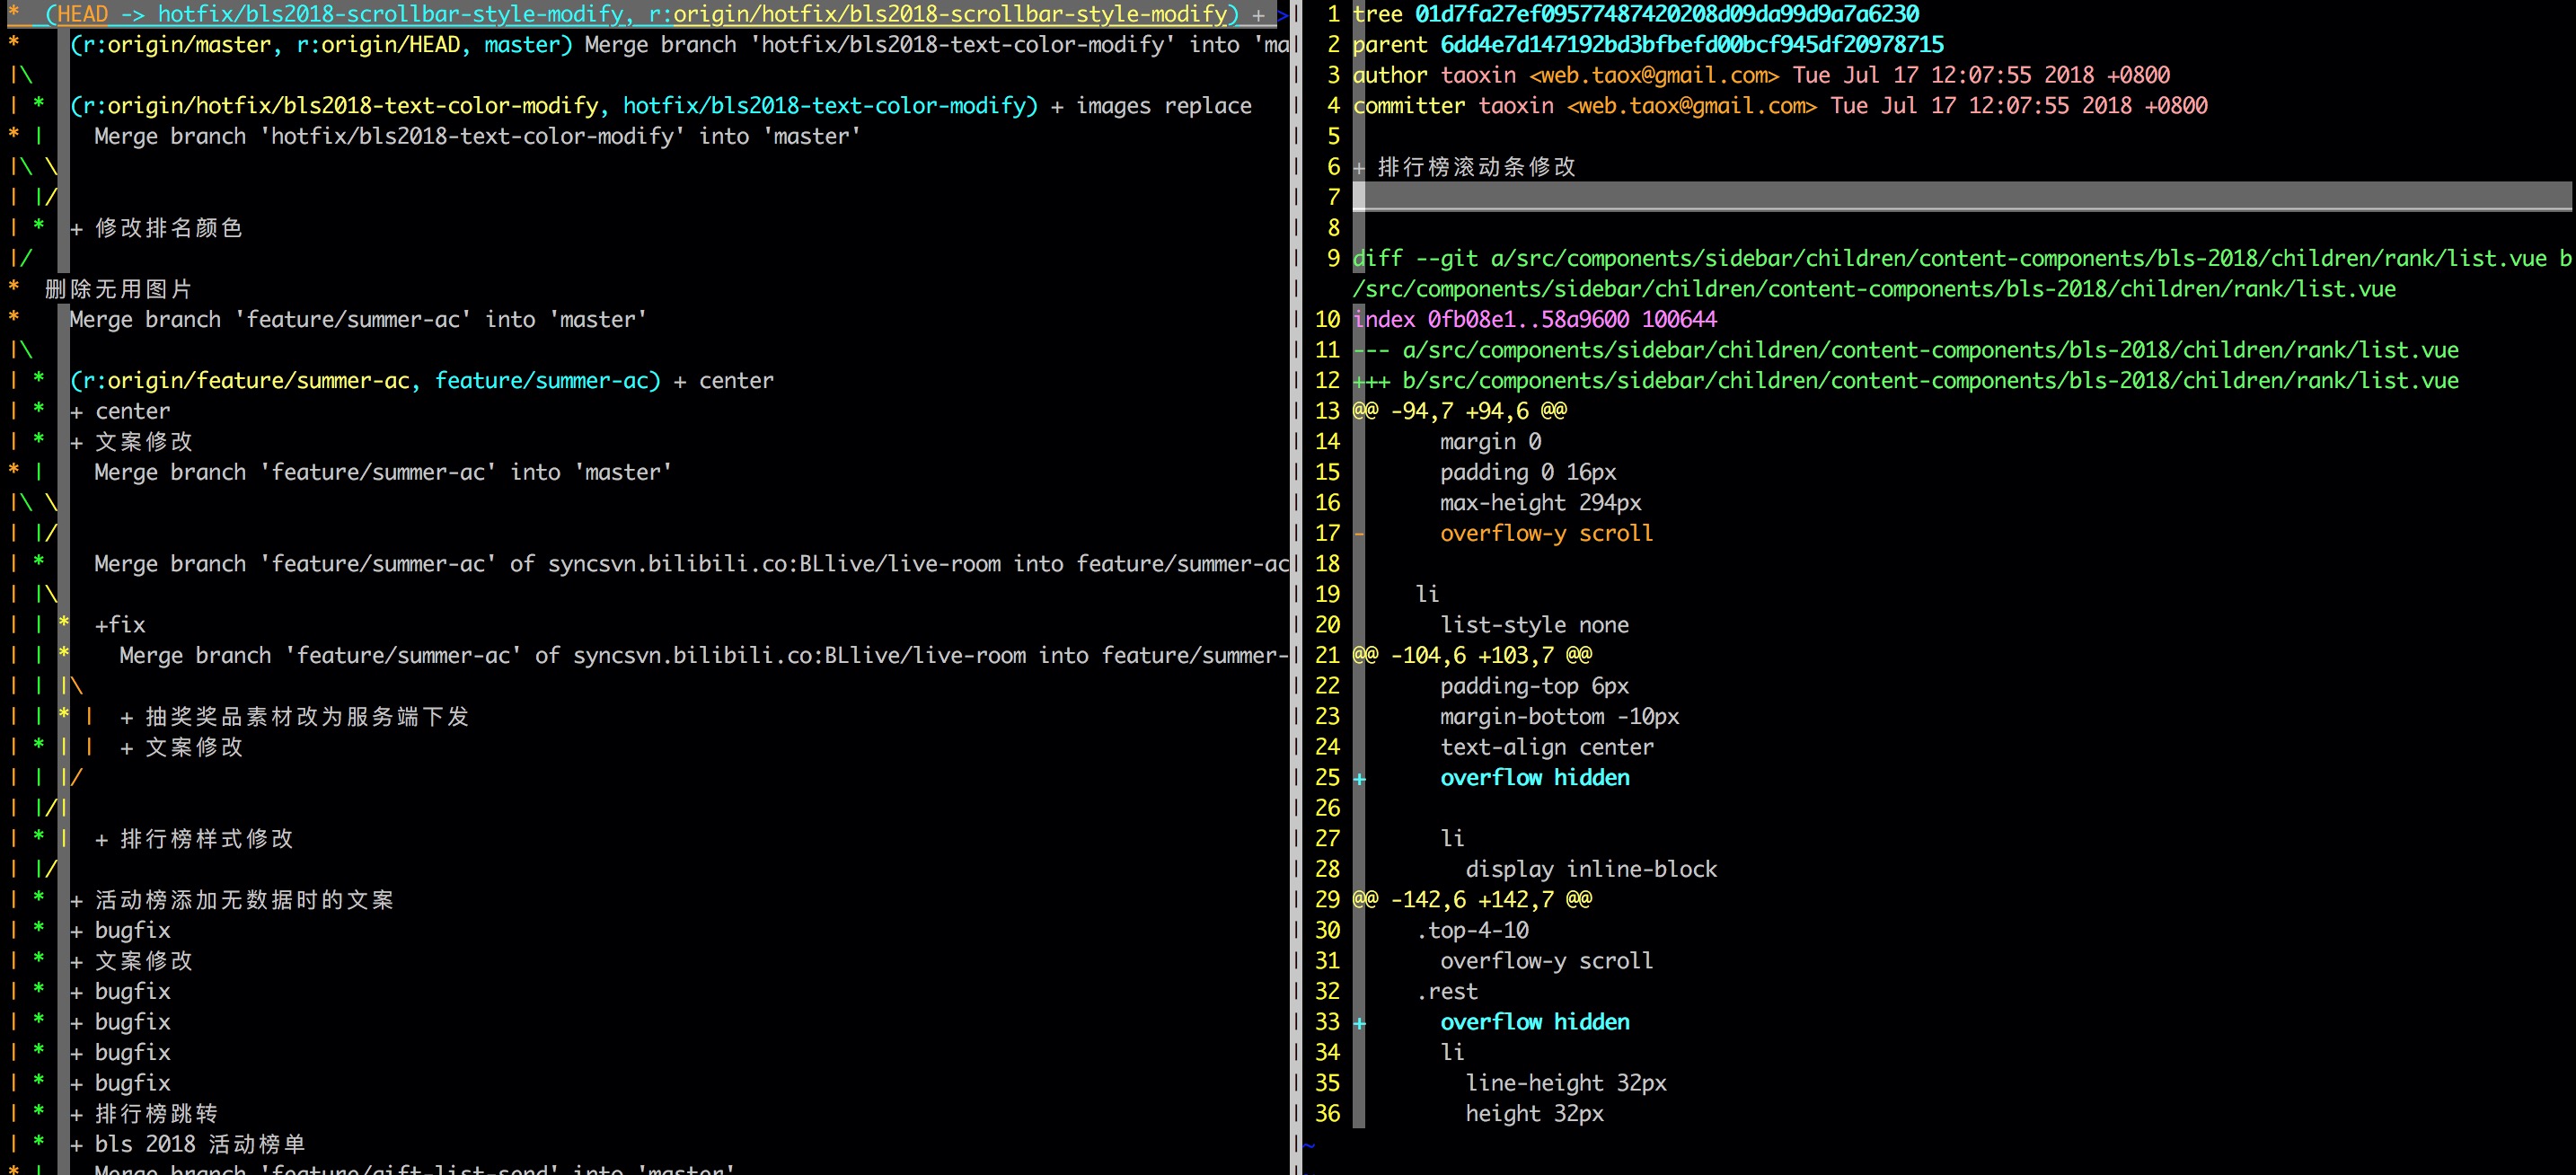 * (HEAD -> hotfix/bls2018-scrollbar-style-modify, r:origin/hotfix/bls2018-scrollbar-style-modify) + >
*   (r:origin/master, r:origin/HEAD, master) Merge branch 'hotfix/bls2018-text-color-modify' into 'ma
|\
| * (r:origin/hotfix/bls2018-text-color-modify, hotfix/bls2018-text-color-modify) + images replace
* |   Merge branch 'hotfix/bls2018-text-color-modify' into 'master'
|\ \
| |/
| * + 修改排名颜色
|/
* 删除无用图片
*   Merge branch 'feature/summer-ac' into 'master'
|\
| * (r:origin/feature/summer-ac, feature/summer-ac) + center
| * + center
| * + 文案修改
* |   Merge branch 'feature/summer-ac' into 'master'
|\ \
| |/
| *   Merge branch 'feature/summer-ac' of syncsvn.bilibili.co:BLlive/live-room into feature/summer-ac
| |\
| | * +fix
| | *   Merge branch 'feature/summer-ac' of syncsvn.bilibili.co:BLlive/live-room into feature/summer-
| | |\
| | * | + 抽奖奖品素材改为服务端下发
| * | | + 文案修改
| | |/
| |/|
| * | + 排行榜样式修改
| |/
| * + 活动榜添加无数据时的文案
| * + bugfix
| * + 文案修改
| * + bugfix
| * + bugfix
| * + bugfix
| * + bugfix
| * + 排行榜跳转
| * + bls 2018 活动榜单
* |   Merge branch 'feature/gift-list-send' into 'master'
1 tree 01d7fa27ef09577487420208d09da99d9a7a6230
2 parent 6dd4e7d147192bd3bfbefd00bcf945df20978715
3 author taoxin <web.taox@gmail.com> Tue Jul 17 12:07:55 2018 +0800
4 committer taoxin <web.taox@gmail.com> Tue Jul 17 12:07:55 2018 +0800
5
6 + 排行榜滚动条修改
7
8
9 diff --git a/src/components/sidebar/children/content-components/bls-2018/children/rank/list.vue b
/src/components/sidebar/children/content-components/bls-2018/children/rank/list.vue
10 index 0fb08e1..58a9600 100644
11 --- a/src/components/sidebar/children/content-components/bls-2018/children/rank/list.vue
12 +++ b/src/components/sidebar/children/content-components/bls-2018/children/rank/list.vue
13 @@ -94,7 +94,6 @@
14       margin 0
15       padding 0 16px
16       max-height 294px
17 -      overflow-y scroll
18
19     li
20       list-style none
21 @@ -104,6 +103,7 @@
22       padding-top 6px
23       margin-bottom -10px
24       text-align center
25 +      overflow hidden
26
27       li
28         display inline-block
29 @@ -142,6 +142,7 @@
30     .top-4-10
31       overflow-y scroll
32     .rest
33 +      overflow hidden
34       li
35         line-height 32px
36         height 32px
~